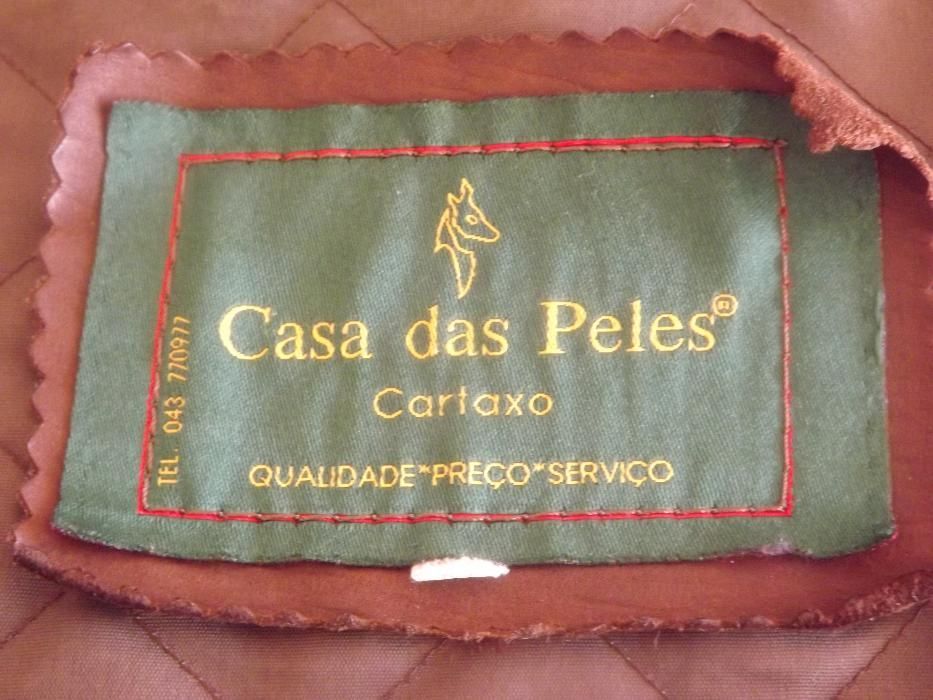 Casa das Peles®
Cartaxo
QUALIDADE*PREÇO*SERVIÇO
TEL. 043 770977